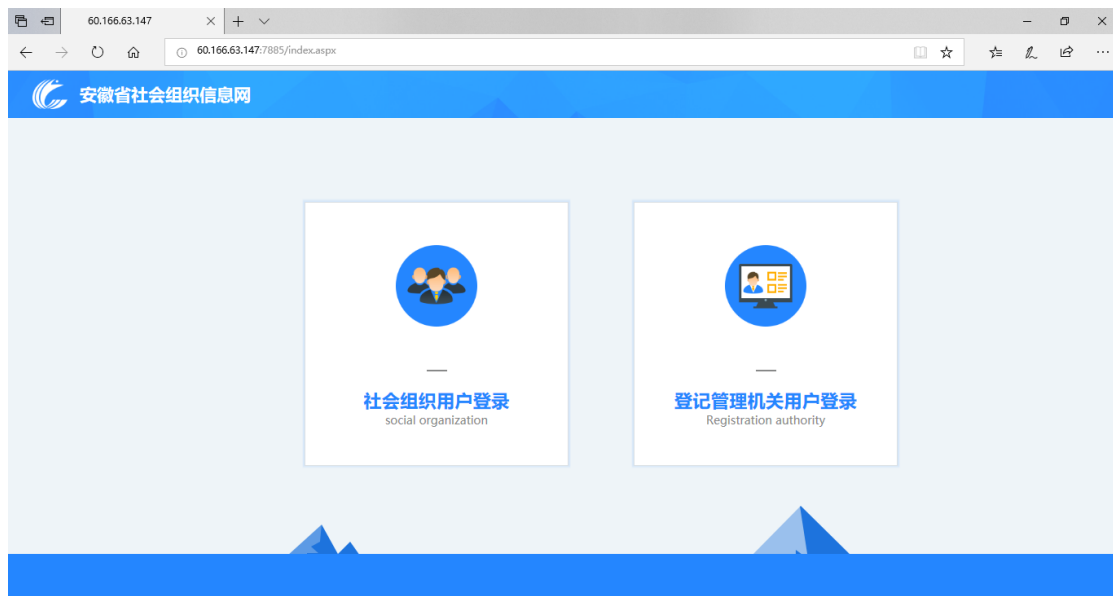 60.166.63.147
60.166.63.147:7885/index.aspx
安徽省社会组织信息网
社会组织用户登录
social organization
登记管理机关用户登录
Registration authority